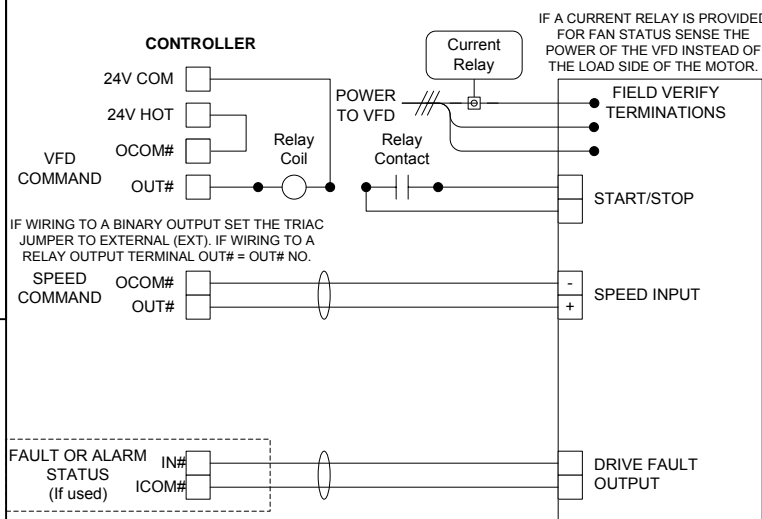 IF A CURRENT RELAY IS PROVIDED
FOR FAN STATUS SENSE THE
POWER OF THE VFD INSTEAD OF
THE LOAD SIDE OF THE MOTOR.
CONTROLLER
Current
Relay
24V COM
24V HOT
OCOM#
OUT#
VFD
COMMAND
Relay
Coil
POWER
TO VFD
Relay
Contact
FIELD VERIFY
TERMINATIONS
START/STOP
IF WIRING TO A BINARY OUTPUT SET THE TRIAC
JUMPER TO EXTERNAL (EXT). IF WIRING TO A
RELAY OUTPUT TERMINAL OUT# = OUT# NO.
SPEED
COMMAND
OCOM#
OUT#
-
+
SPEED INPUT
FAULT OR ALARM
STATUS
(If used)
IN#
ICOM#
DRIVE FAULT
OUTPUT